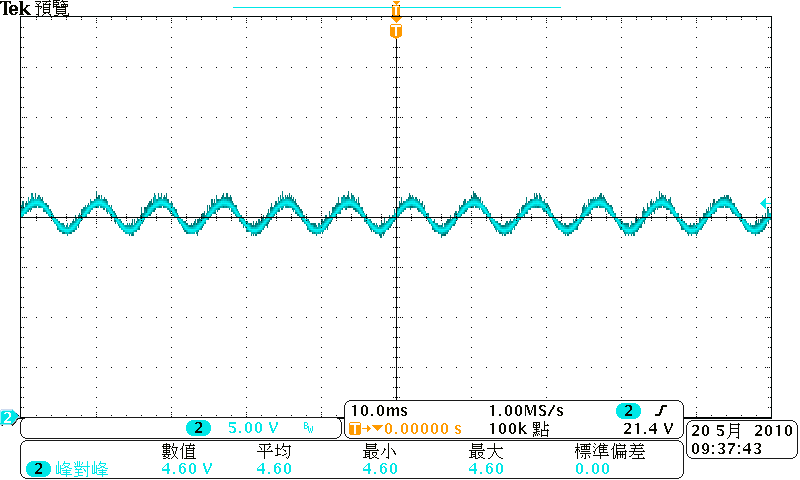 Tek 預覽
T
T
2
2 5.00 V BW
10.0ms 1.00MS/s 2
T 0.00000 s 100k 點 21.4 V
20 5月 2010
09:37:43
數值 平均 最小 最大 標準偏差
2 峰對峰 4.60 V 4.60 4.60 4.60 0.00